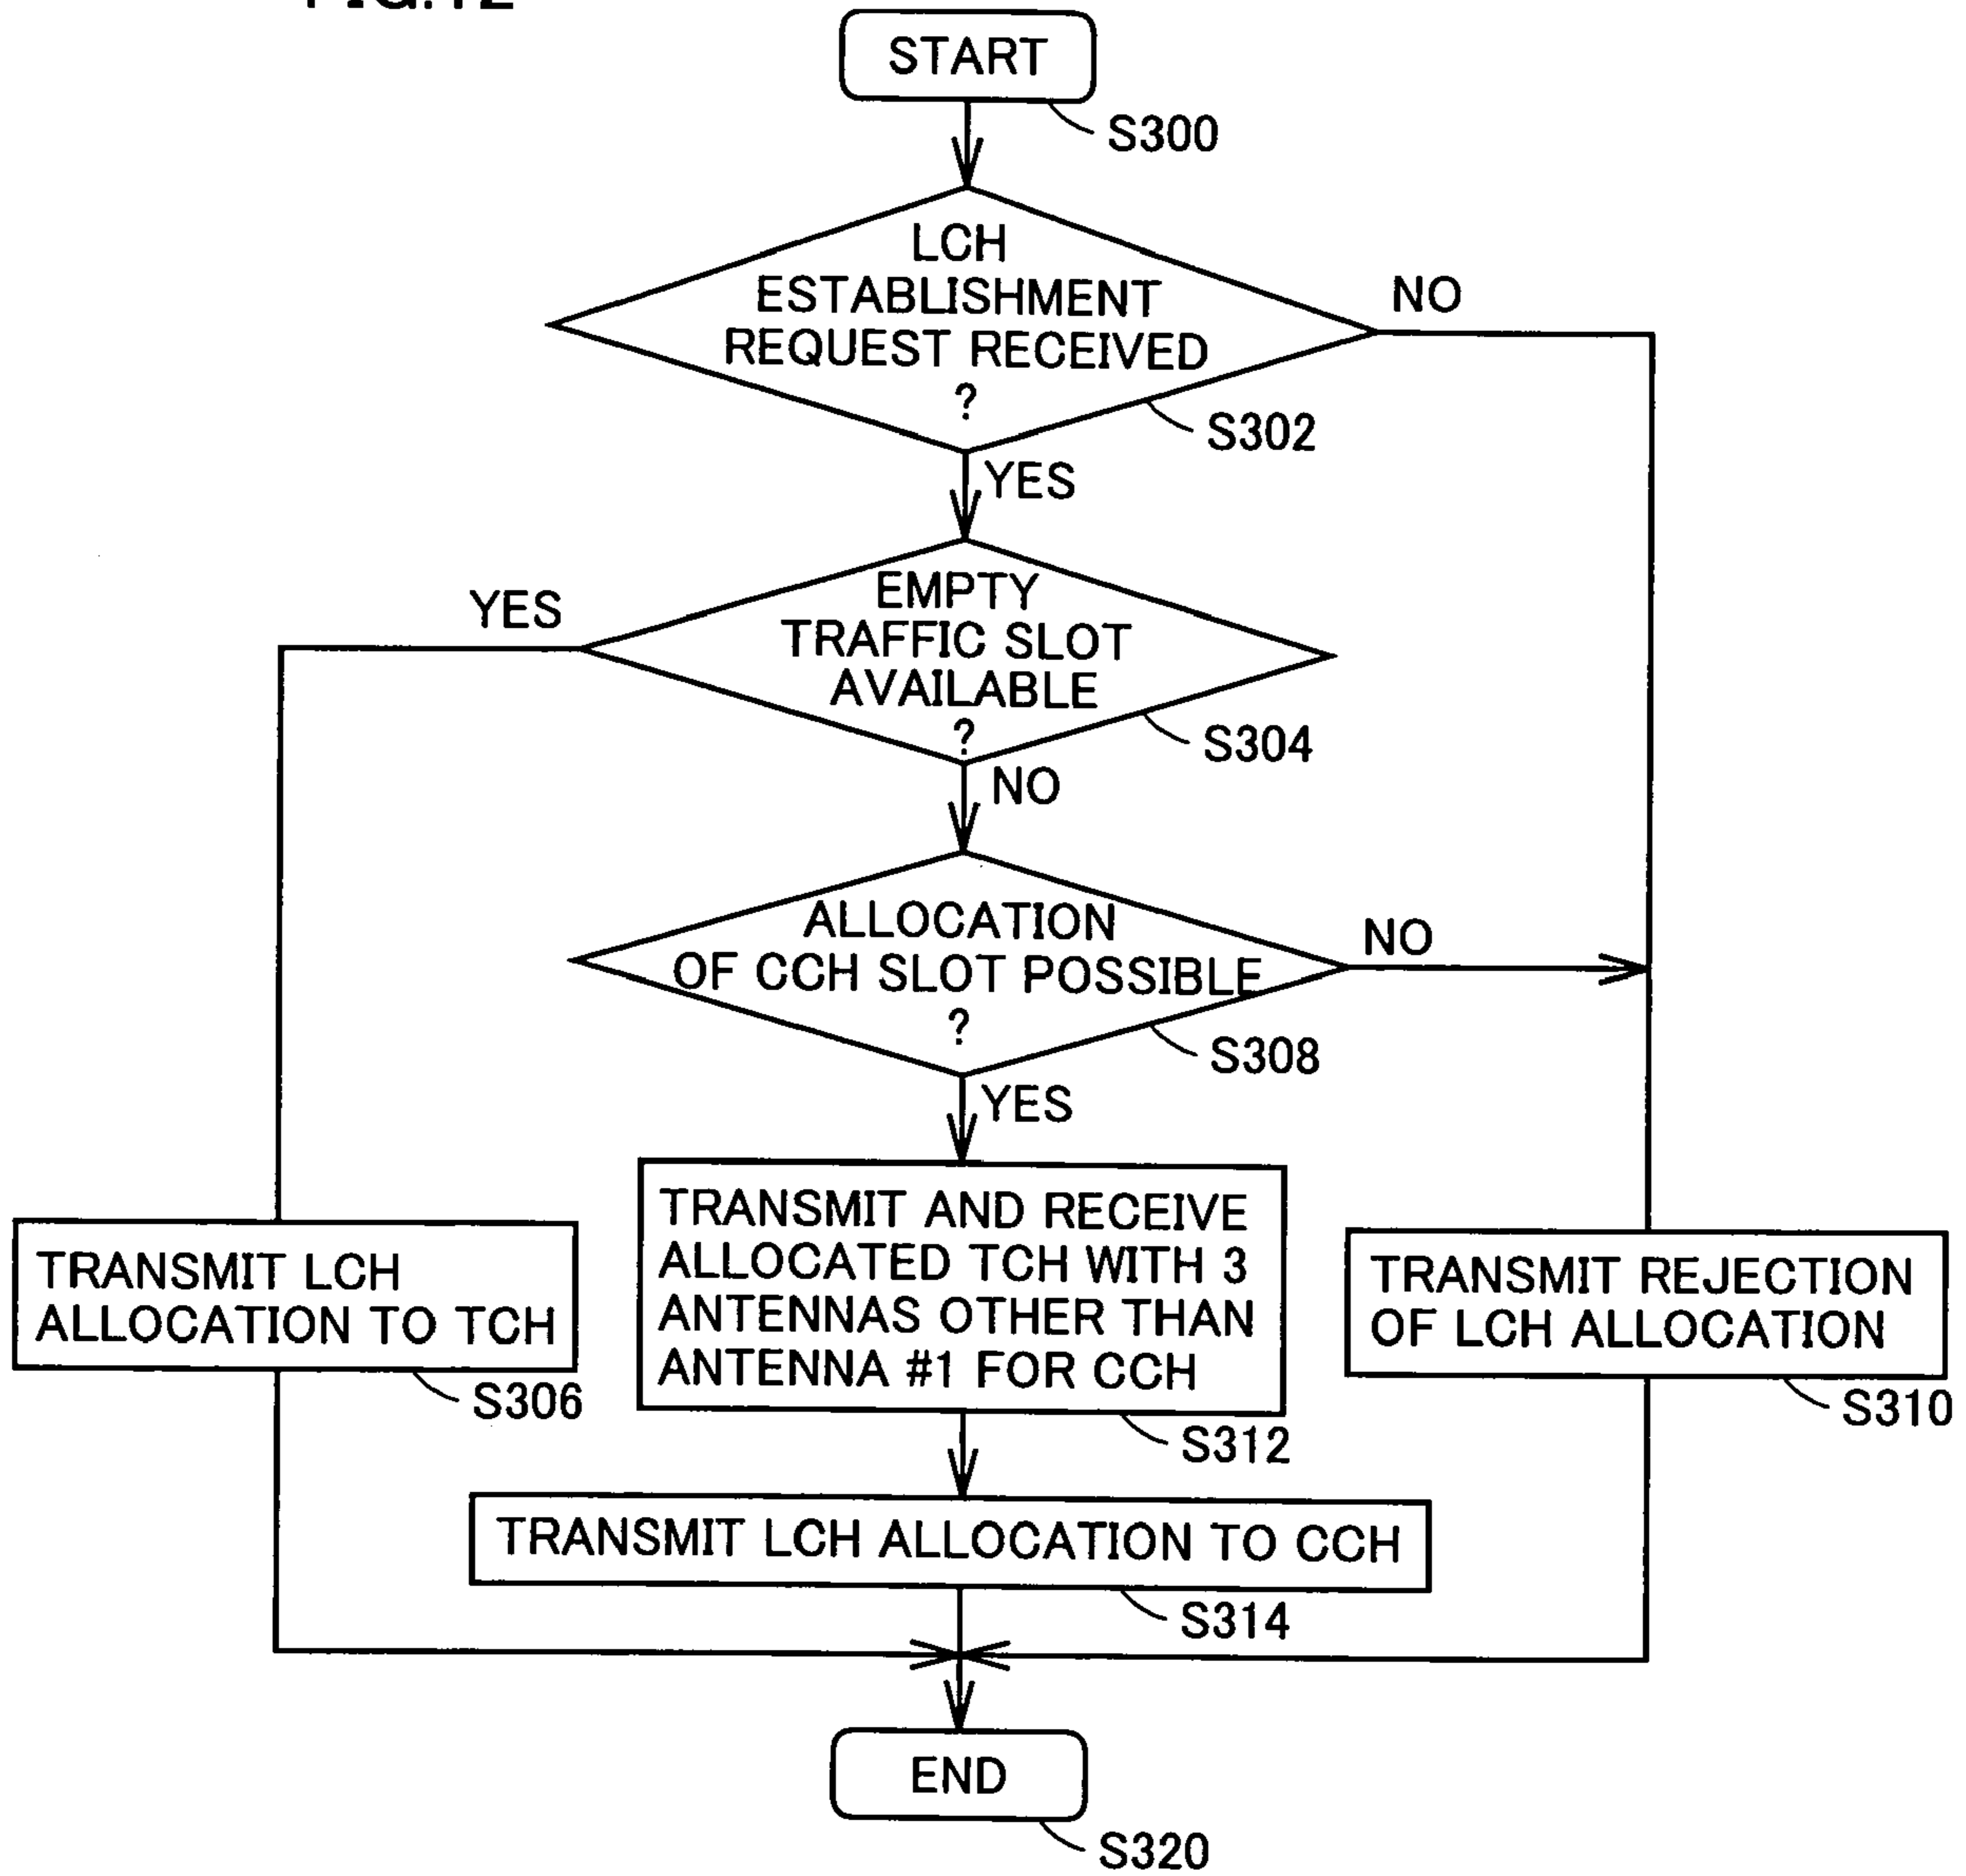 START
S300
LCH
ESTABLISHMENT
REQUEST RECEIVED
?
NO
S302
YES
EMPTY
TRAFFIC SLOT
AVAILABLE
?
YES
S304
NO
ALLOCATION
OF CCH SLOT POSSIBLE
?
NO
S308
YES
TRANSMIT LCH
ALLOCATION TO TCH
S306
TRANSMIT AND RECEIVE
ALLOCATED TCH WITH 3
ANTENNAS OTHER THAN
ANTENNA #1 FOR CCH
S312
TRANSMIT REJECTION
OF LCH ALLOCATION
S310
TRANSMIT LCH ALLOCATION TO CCH
S314
END
S320